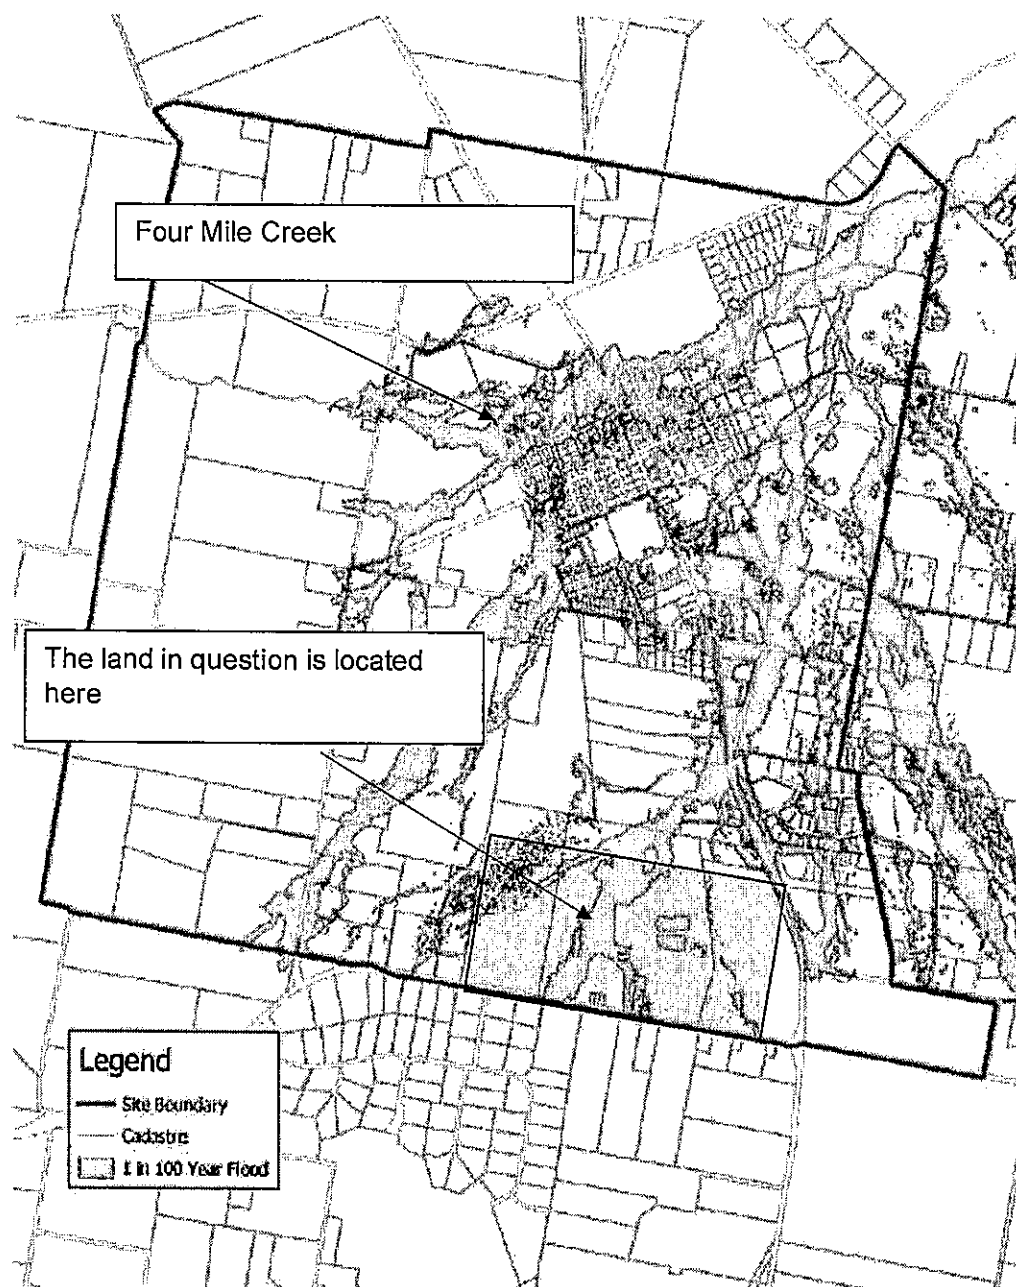 Four Mile Creek
The land in question is located
here
Legend
Site Boundary
Cadastre
1 in 100 Year Flood